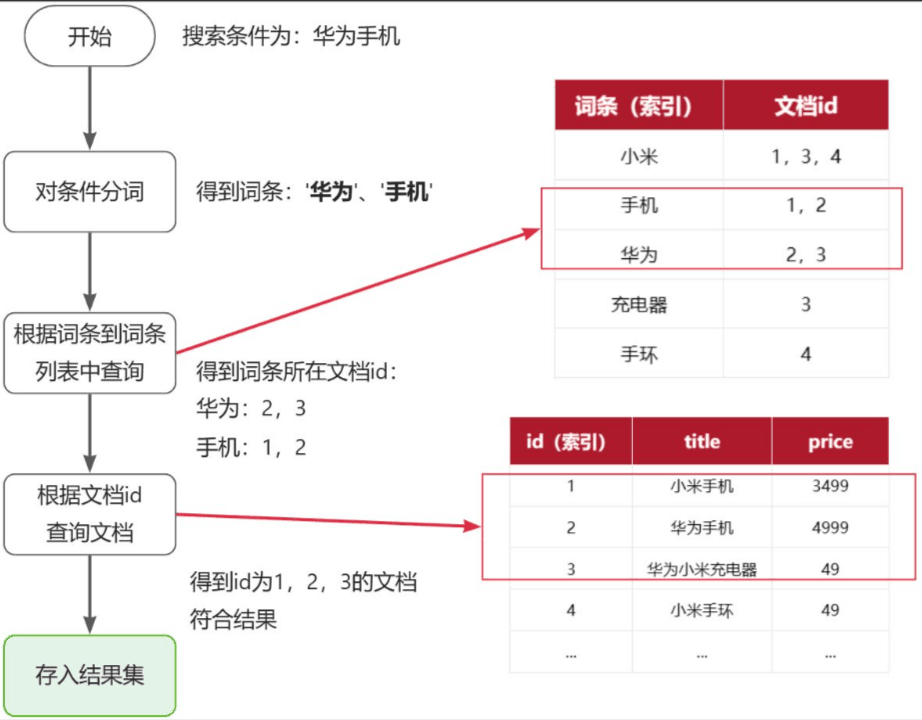 开始
搜索条件为：华为手机
对条件分词
得到词条：'华为'、'手机'
根据词条到词条
列表中查询
得到词条所在文档id：
华为：2，3
手机：1，2
根据文档id
查询文档
得到id为1，2，3的文档
符合结果
存入结果集
词条（索引） 文档id
小米 1，3，4
手机 1，2
华为 2，3
充电器 3
手环 4
id（索引） title price
1 小米手机 3499
2 华为手机 4999
3 华为小米充电器 49
4 小米手环 49
... ... ...